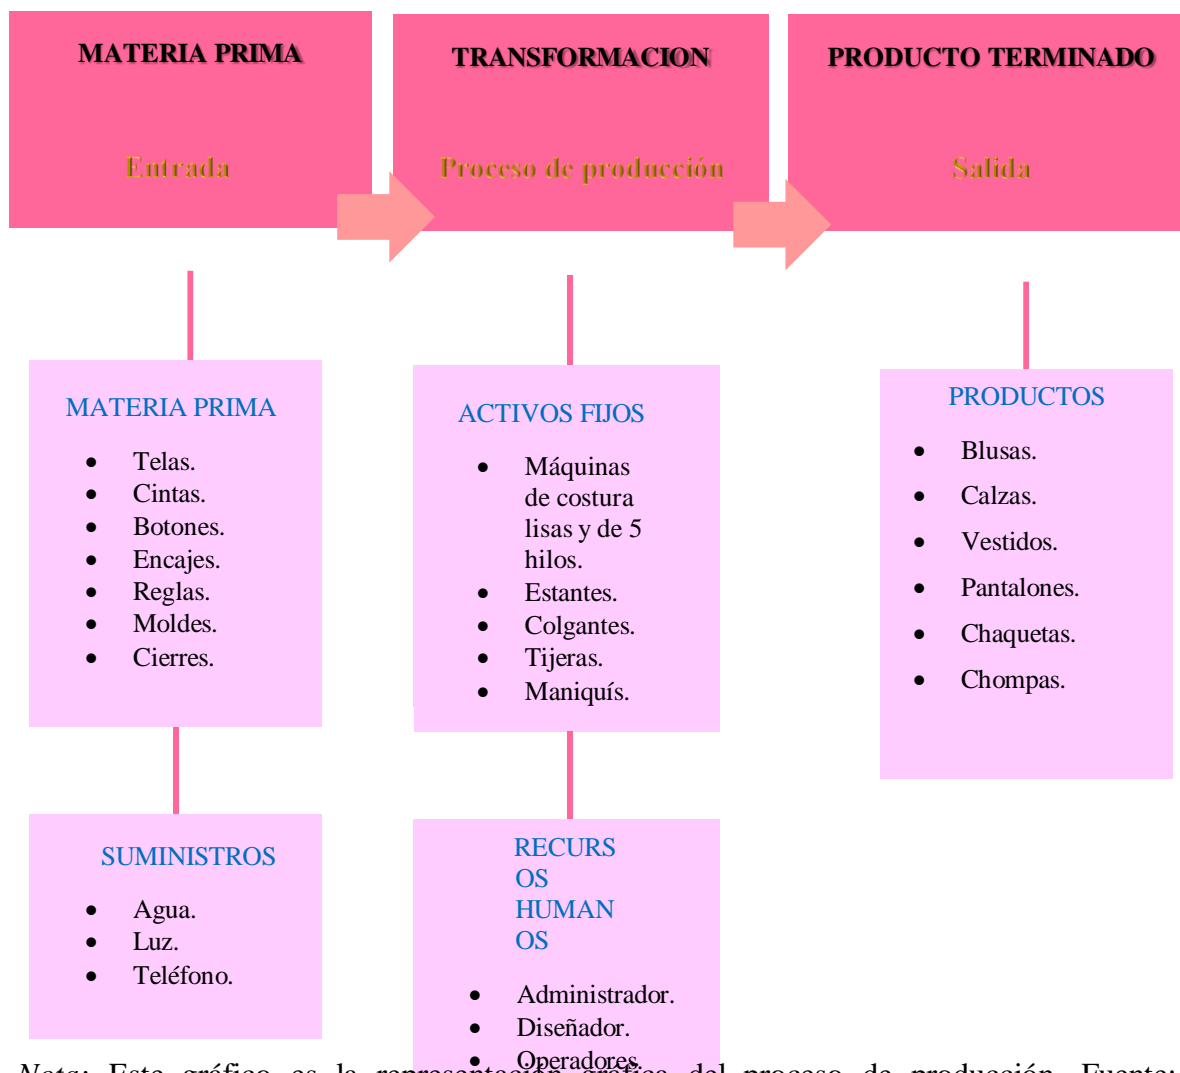 MATERIA PRIMA
Entrada
TRANSFORMACION
Proceso de producción
PRODUCTO TERMINADO
Salida
MATERIA PRIMA
• Telas.
• Cintas.
• Botones.
• Encajes.
• Reglas.
• Moldes.
• Cierres.
SUMINISTROS
• Agua.
• Luz.
• Teléfono.
ACTIVOS FIJOS
• Máquinas
de costura
lisas y de 5
hilos.
• Estantes.
• Colgantes.
• Tijeras.
• Maniquís.
RECURS
OS
HUMAN
OS
• Administrador.
• Diseñador.
• Operadores.
PRODUCTOS
• Blusas.
• Calzas.
• Vestidos.
• Pantalones.
• Chaquetas.
• Chompas.
Nota: Este gráfico es la representación gráfica del proceso de producción. Fuente: